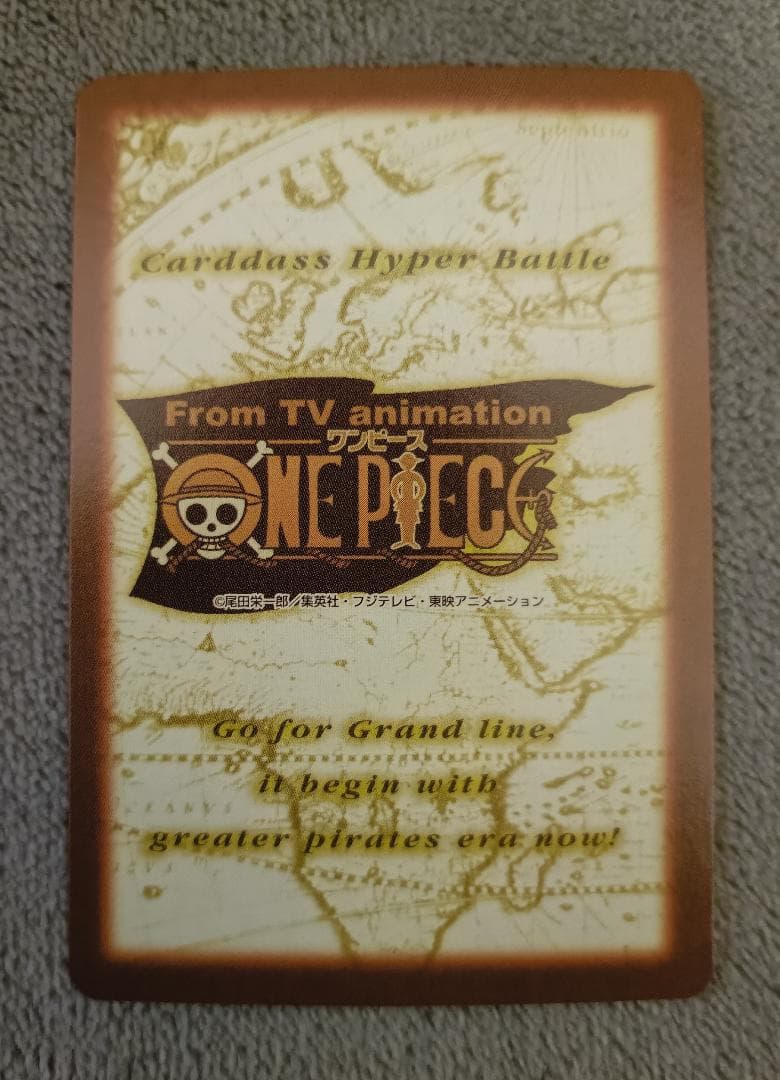 Septentrio
Carddass Hyper Battle
From TV animation
ワンピース
ONE PIECE
©尾田栄一郎/集英社・フジテレビ・東映アニメーション
Go for Grand line,
it begin with
greater pirates era now!